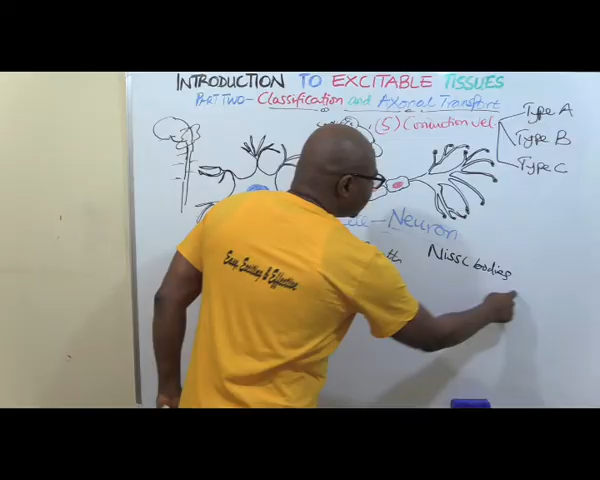 INTRODUCTION TO EXCITABLE TISSUES
PART TWO- Classification and Axonal Transport
(5) Conduction Vel.
Type A
Type B
Type C
- Neuron
Nissl bodies
Easy, Exciting & Effective